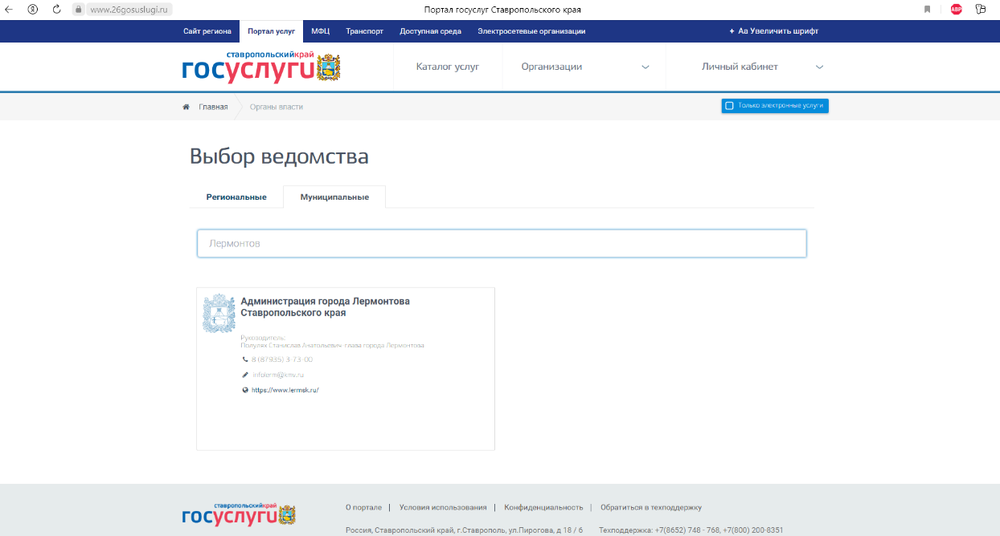 www.26gosuslugi.ru
Портал госуслуг Ставропольского края
ABP
Сайт региона
Портал услуг
МФЦ
Транспорт
Доступная среда
Электросетевые организации
+ Аа Увеличить шрифт
ставропольскийкрай
госуслуги
Каталог услуг
Организации
Личный кабинет
Главная
Органы власти
Только электронные услуги
Выбор ведомства
Региональные
Муниципальные
Лермонтов
Администрация города Лермонтова
Ставропольского края
Руководитель:
Полулях Станислав Анатольевич- глава города Лермонтова
8 (87935) 3-73-00
infolerm@kmv.ru
https://www.lermsk.ru/
ставропольскийкрай
госуслуги
О портале | Условия использования | Конфиденциальность | Обратиться в техподдержку
Россия, Ставропольский край, г.Ставрополь, ул.Пирогова, д 18 / 6 Техподдержка: +7(8652) 748 - 768, +7(800) 200-8351